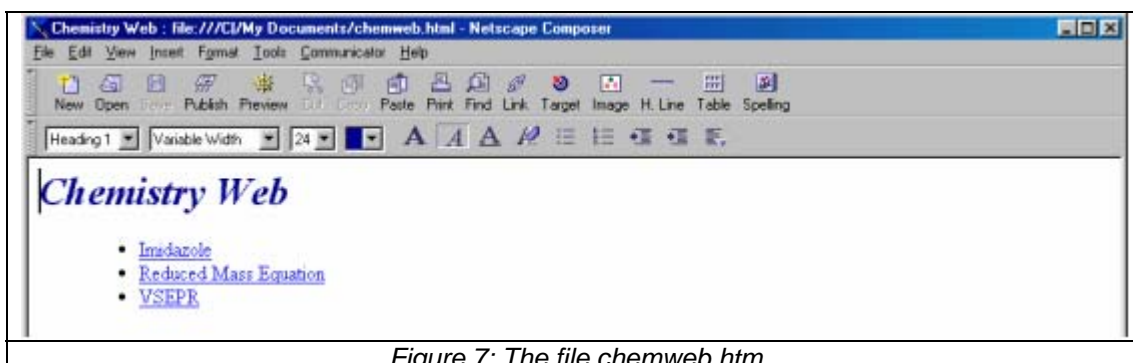 Chemistry Web : file:///C|/My Documents/chemweb.html - Netscape Composer
File Edit View Insert Format Tools Communicator Help
New Open Save Publish Preview Cut Copy Paste Print Find Link Target Image H. Line Table Spelling
Heading 1 Variable Width 24 A A A
Chemistry Web
• Imidazole
• Reduced Mass Equation
• VSEPR
Figure 7: The file chemweb.htm